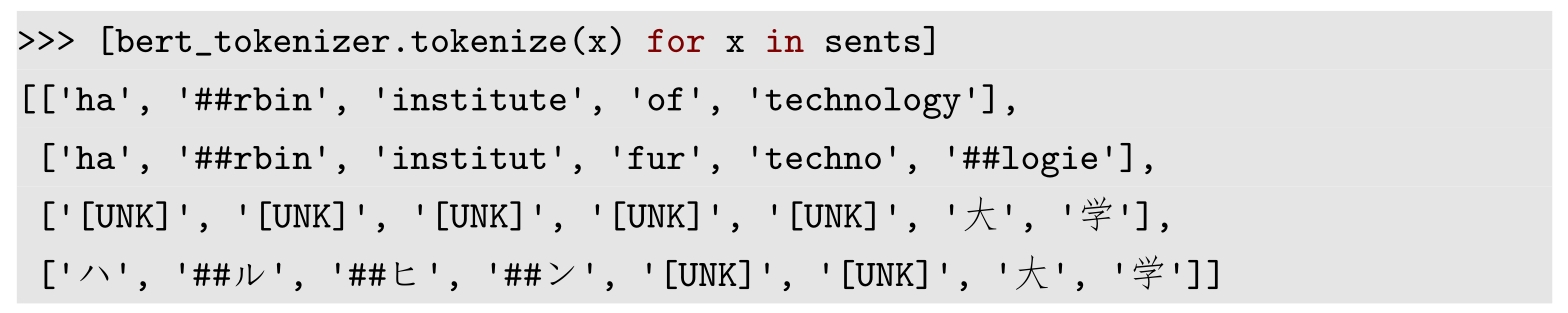 >>> [bert_tokenizer.tokenize(x) for x in sents]
[['ha', '##rbin', 'institute', 'of', 'technology'],
['ha', '##rbin', 'institut', 'fur', 'techno', '##logie'],
['[UNK]', '[UNK]', '[UNK]', '[UNK]', '[UNK]', '大', '学'],
['ハ', '##ル', '##ヒ', '##ン', '[UNK]', '[UNK]', '大', '学']]